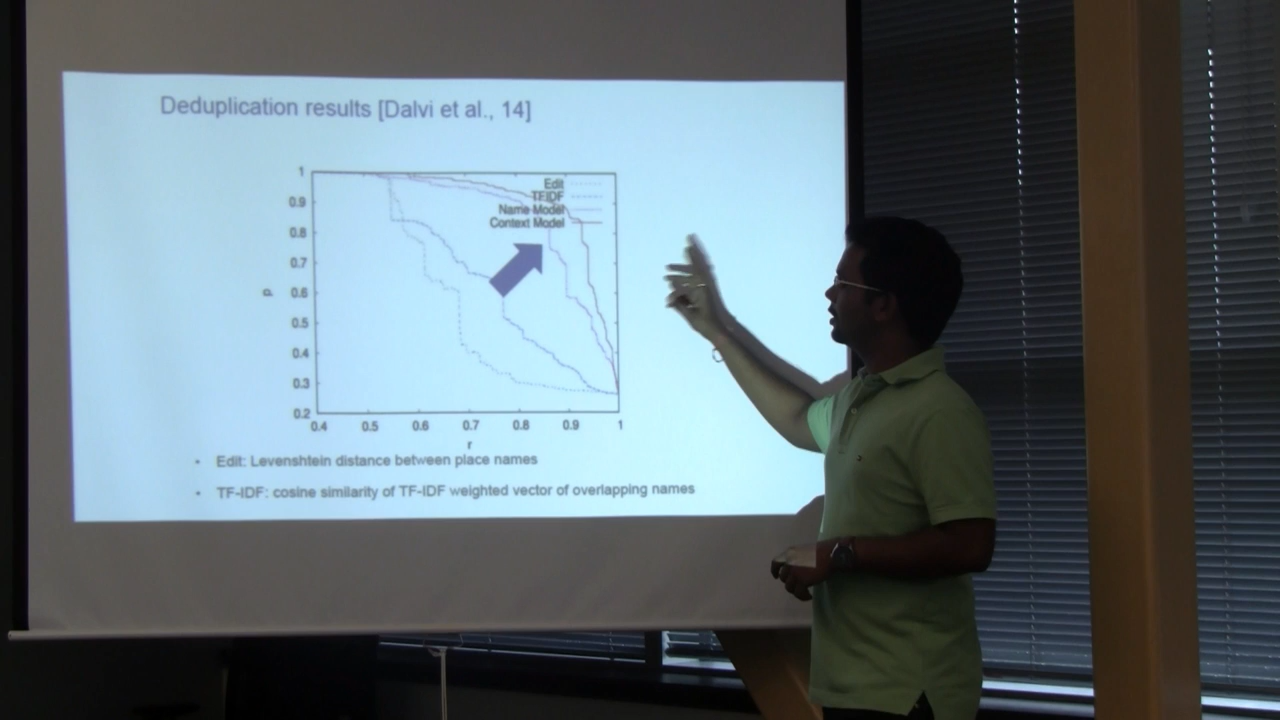 Deduplication results [Dalvi et al., 14]
1
0.9
0.8
0.7
0.6
0.5
0.4
0.3
0.2
p
Edit
TFIDF
Name Model
Context Model
0.4 0.5 0.6 0.7 0.8 0.9 1
r
• Edit: Levenshtein distance between place names
• TF-IDF: cosine similarity of TF-IDF weighted vector of overlapping names